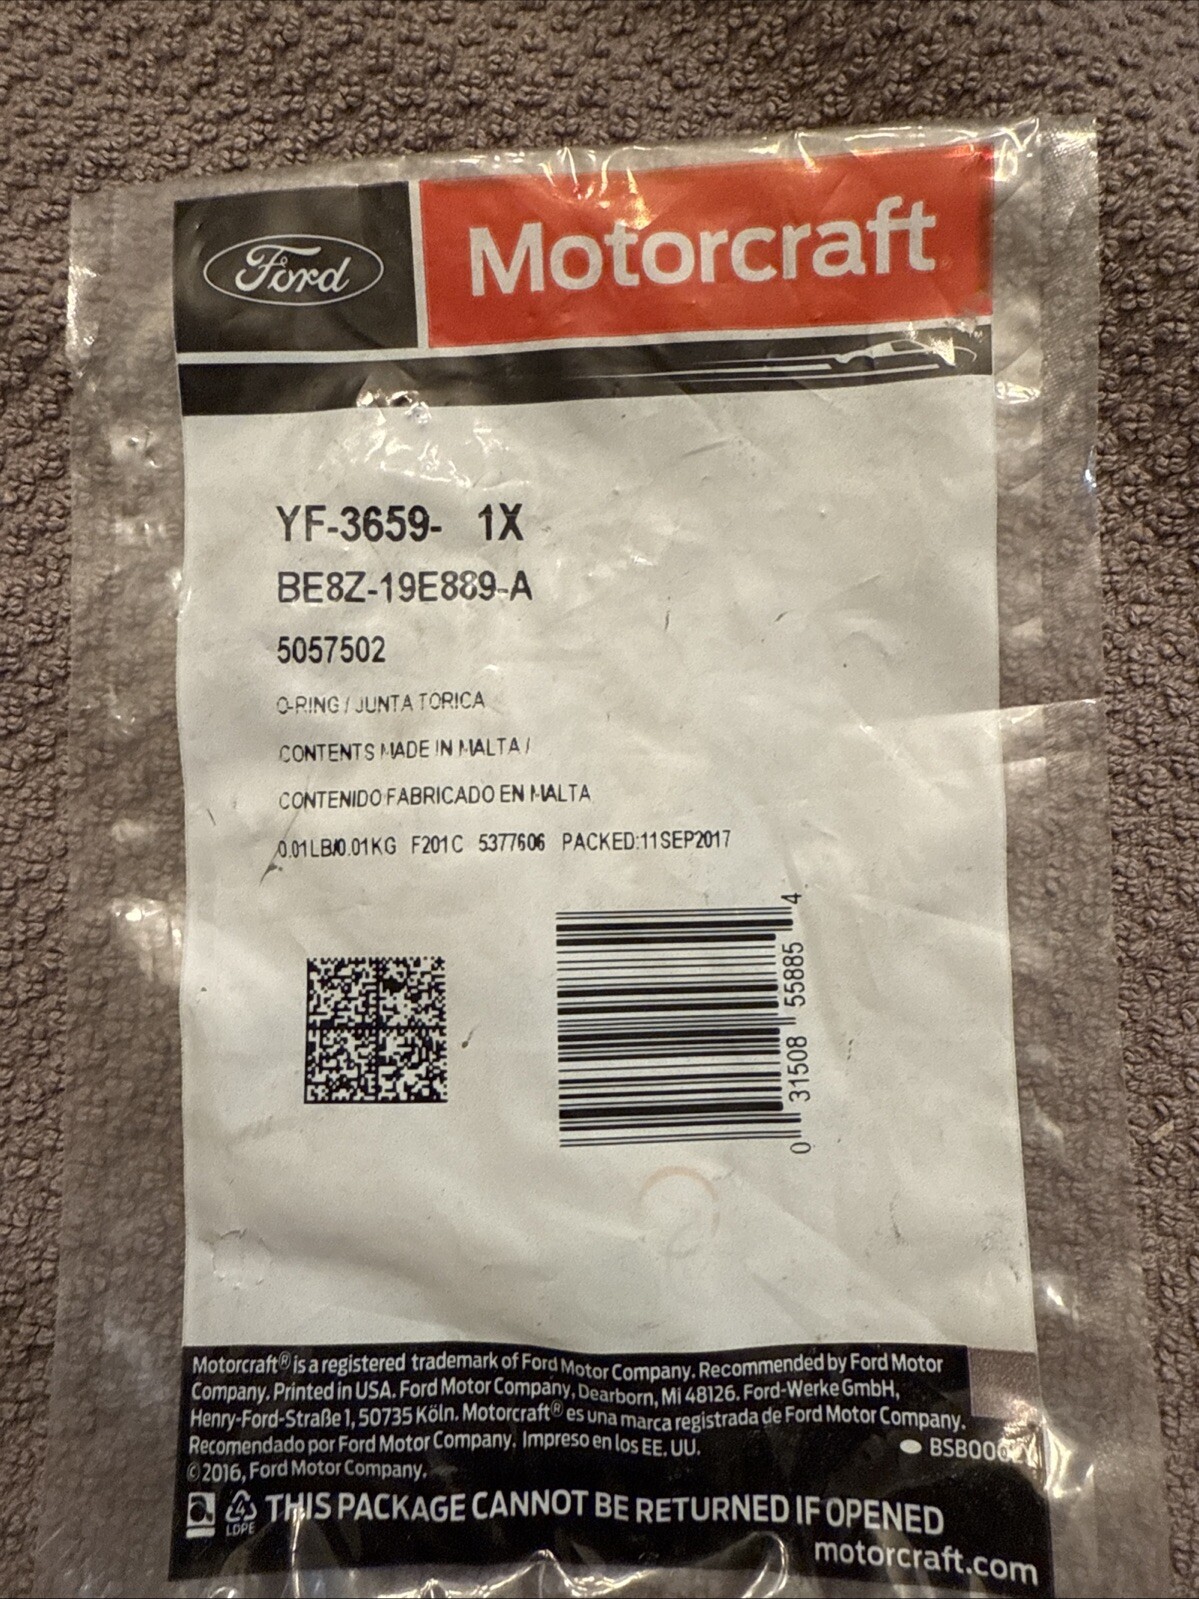 Ford
Motorcraft
YF-3659- 1X
BE8Z-19E889-A
5057502
O-RING / JUNTA TORICA
CONTENTS MADE IN MALTA /
CONTENIDO FABRICADO EN MALTA
0.01LB/0.01KG F201C 5377606 PACKED:11SEP2017
0 31508 55885 4
Motorcraft® is a registered trademark of Ford Motor Company. Recommended by Ford Motor
Company. Printed in USA. Ford Motor Company, Dearborn, Mi 48126. Ford-Werke GmbH,
Henry-Ford-Straße 1, 50735 Köln. Motorcraft® es una marca registrada de Ford Motor Company.
Recomendado por Ford Motor Company. Impreso en los EE. UU.
©2016, Ford Motor Company.
4
LDPE
THIS PACKAGE CANNOT BE RETURNED IF OPENED
motorcraft.com